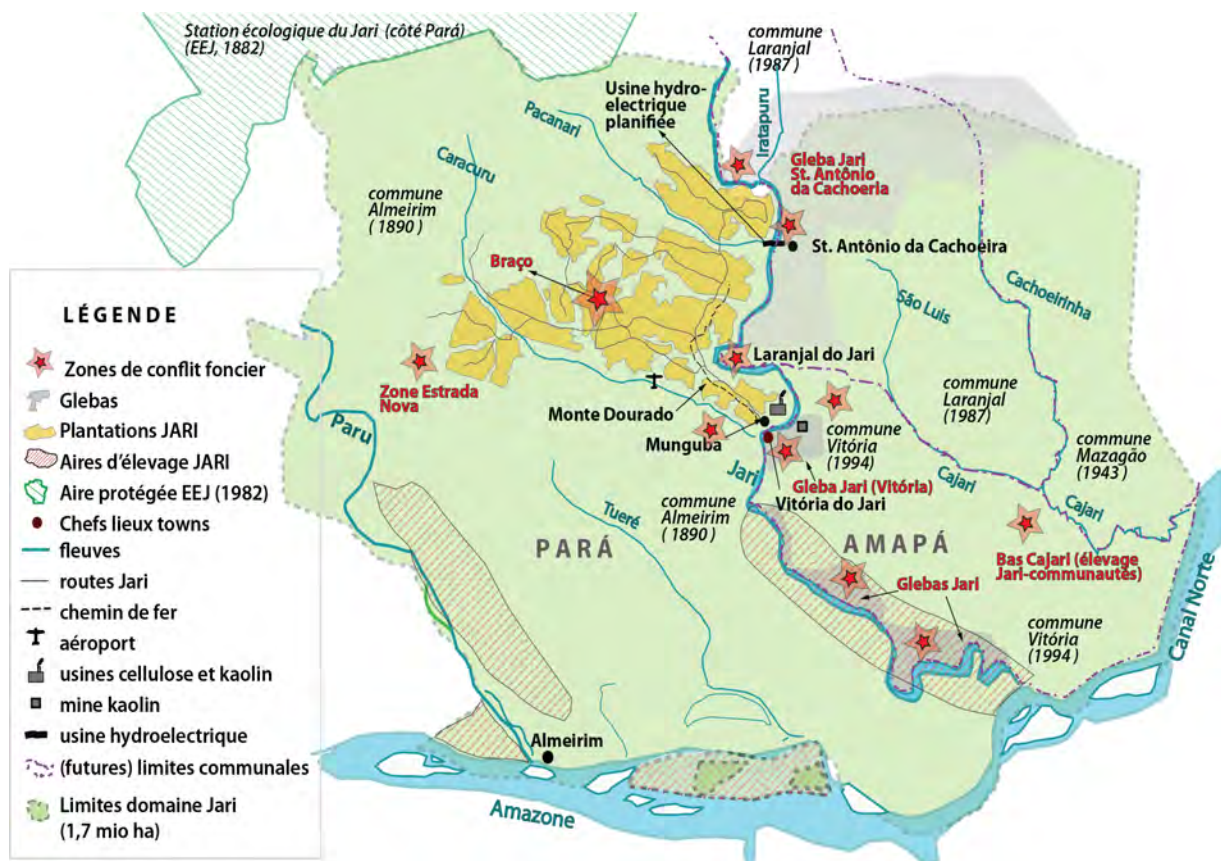 Station écologique du Jari (côté Pará)
(EEJ, 1882)
commune
Laranjal
(1987 )
Usine hydro-
electrique
planifiée
Pacanari
Iratapuru
Caracuru
Gleba Jari
St. Antônio
da Cachoeria
commune
Almeirim
( 1890 )
St. Antônio da Cachoeira
Braço
São Luis
Cachoeirinha
LÉGENDE
Zones de conflit foncier
Glebas
Plantations JARI
Aires d'élevage JARI
Aire protégée EEJ (1982)
Chefs lieux towns
fleuves
routes Jari
chemin de fer
aéroport
usines cellulose et kaolin
mine kaolin
usine hydroelectrique
(futures) limites communales
Limites domaine Jari
(1,7 mio ha)
Laranjal do Jari
Zone Estrada
Nova
commune
Laranjal
(1987)
Monte Dourado
Paru
Munguba
commune
Vitória
(1994)
commune
Mazagão
(1943 )
Jari
Cajari
Gleba Jari (Vitória)
Vitória do Jari
Cajari
Tueré
commune
Almeirim
(1890 )
PARÁ
AMAPÁ
Bas Cajari (élevage
Jari-communautés)
Glebas Jari
commune
Vitória
(1994 )
Canal Norte
Almeirim
Amazone